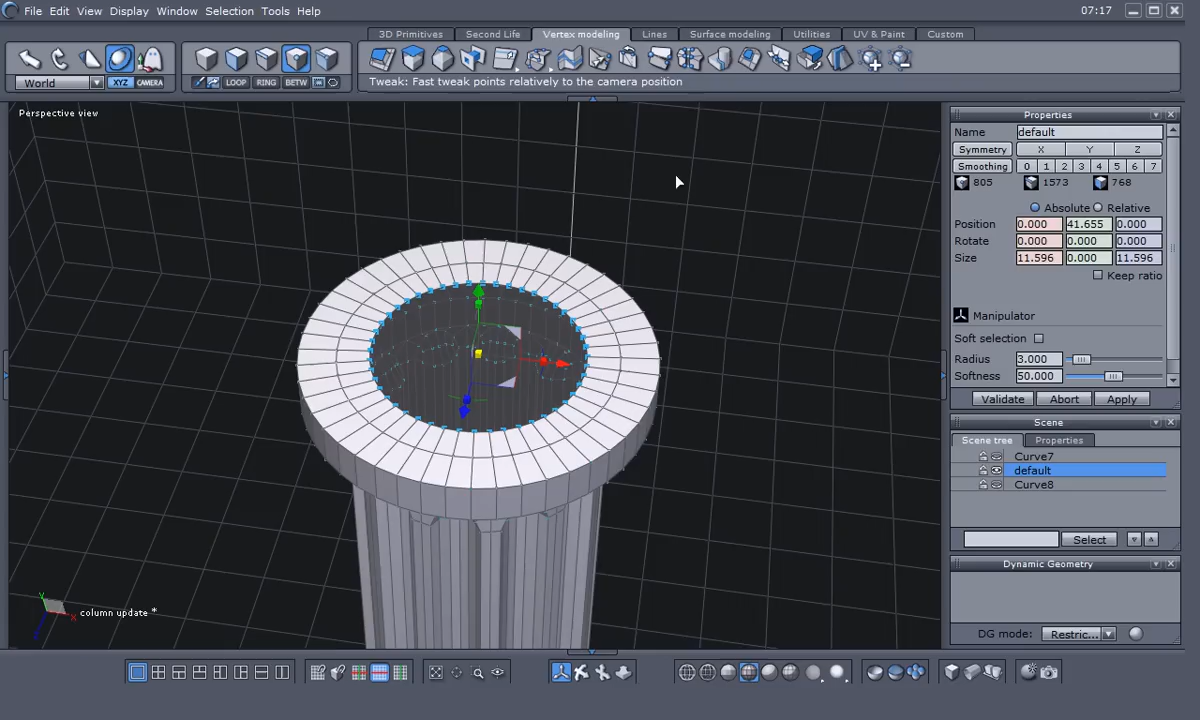 File Edit View Display Window Selection Tools Help 07:17
3D Primitives Second Life Vertex modeling Lines Surface modeling Utilities UV & Paint Custom
World XYZ CAMERA LOOP RING BETW
Tweak: Fast tweak points relatively to the camera position
Perspective view
Properties
Name default
Symmetry X Y Z
Smoothing 0 1 2 3 4 5 6 7
805 1573 768
Absolute Relative
Position 0.000 41.655 0.000
Rotate 0.000 0.000 0.000
Size 11.596 0.000 11.596
Keep ratio
Manipulator
Soft selection
Radius 3.000
Softness 50.000
Validate Abort Apply
Scene
Scene tree Properties
Curve7
default
Curve8
Select
Dynamic Geometry
DG mode: Restric...
Y
X
column update *